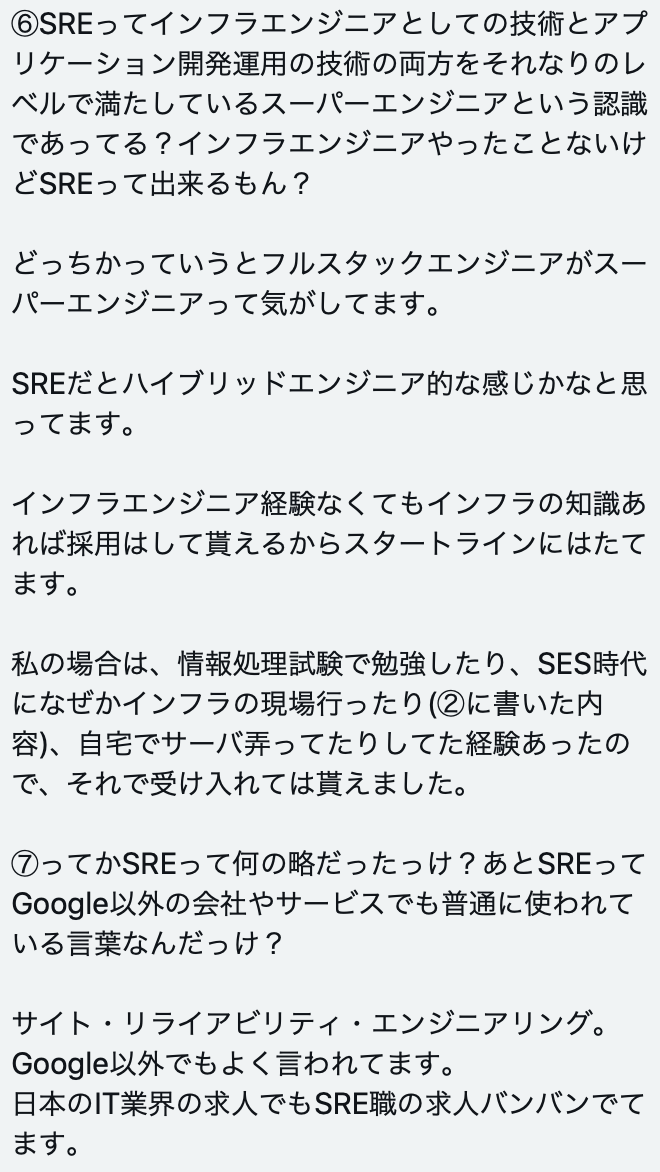 ⑥SREってインフラエンジニアとしての技術とアプ
リケーション開発運用の技術の両方をそれなりのレ
ベルで満たしているスーパーエンジニアという認識
であってる？インフラエンジニアやったことないけ
どSREって出来るもん？
どっちかっていうとフルスタックエンジニアがスー
パーエンジニアって気がしてます。
SREだとハイブリッドエンジニア的な感じかなと思
ってます。
インフラエンジニア経験なくてもインフラの知識あ
れば採用はして貰えるからスタートラインにはたて
ます。
私の場合は、情報処理試験で勉強したり、SES時代
になぜかインフラの現場行ったり(②に書いた内
容)、自宅でサーバ弄ってたりしてた経験あったの
で、それで受け入れては貰えました。
⑦ってかSREって何の略だったっけ？あとSREって
Google以外の会社やサービスでも普通に使われて
いる言葉なんだっけ？
サイト・リライアビリティ・エンジニアリング。
Google以外でもよく言われてます。
日本のIT業界の求人でもSRE職の求人バンバンでて
ます。